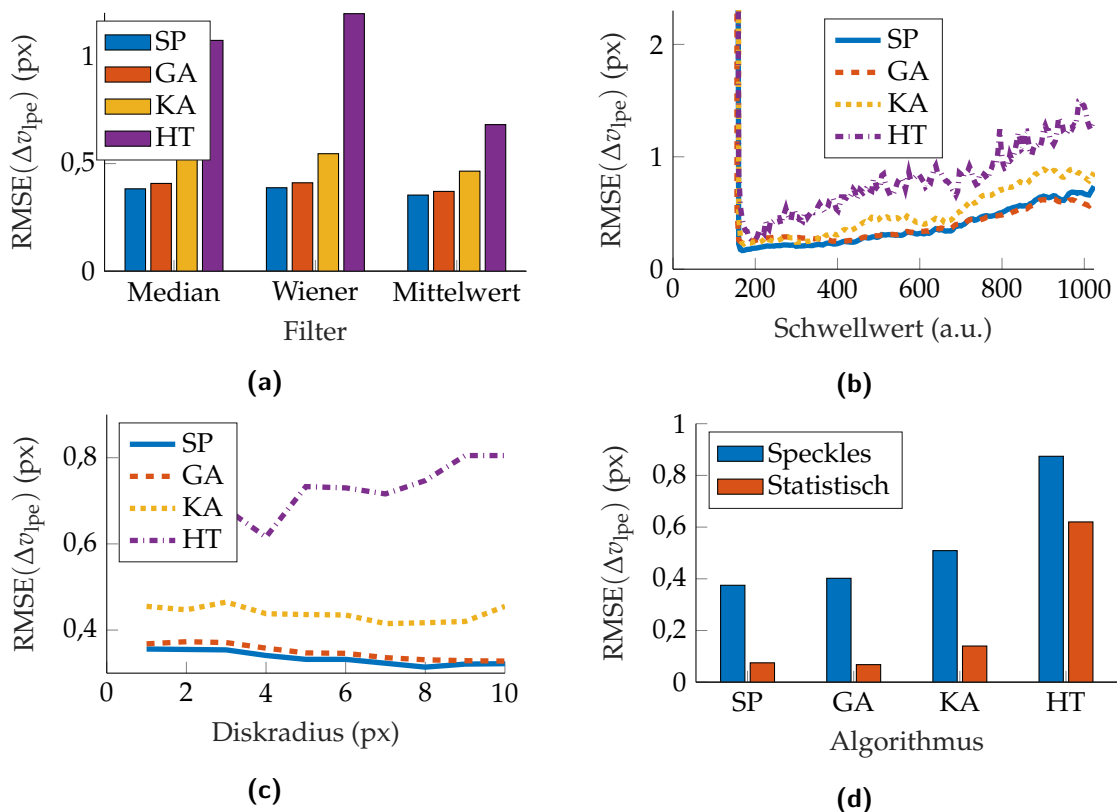 RMSE(Δv_lpe) (px)
1
0,5
0
SP
GA
KA
HT
Median Wiener Mittelwert
Filter
(a)
RMSE(Δv_lpe) (px)
2
1
0
SP
GA
KA
HT
0 200 400 600 800 1000
Schwellwert (a.u.)
(b)
RMSE(Δv_lpe) (px)
0,8
0,6
0,4
SP
GA
KA
HT
0 2 4 6 8 10
Diskradius (px)
(c)
RMSE(Δv_lpe) (px)
1
0,8
0,6
0,4
0,2
0
Speckles
Statistisch
SP GA KA HT
Algorithmus
(d)